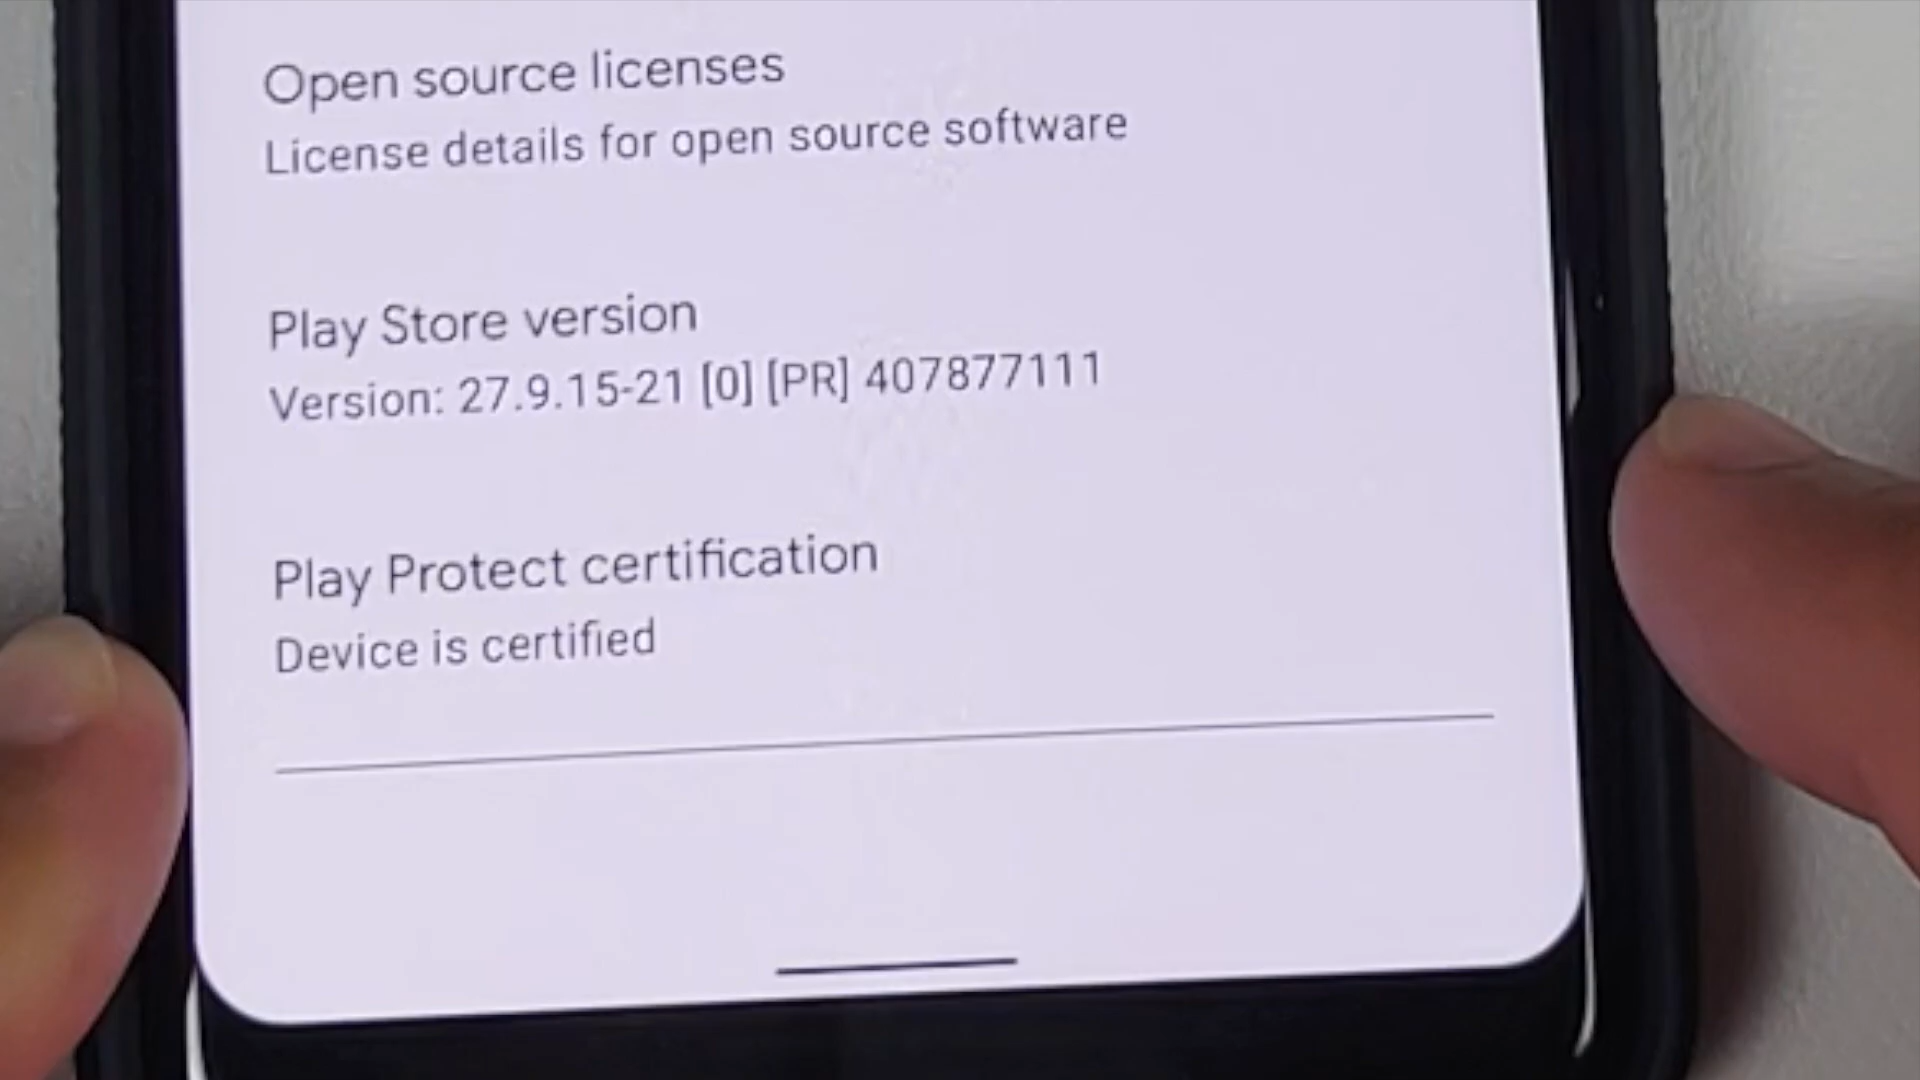 Open source licenses
License details for open source software
Play Store version
Version: 27.9.15-21 [0] [PR] 407877111
Play Protect certification
Device is certified